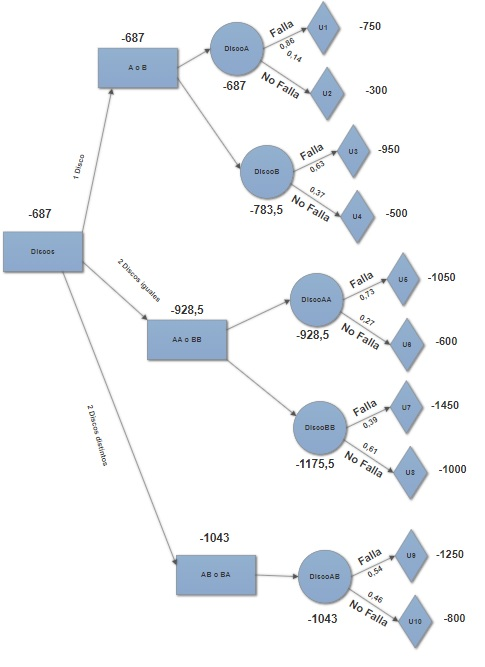 -687
A o B
DiscoA
-687
Falla
0,86
0,14
No Falla
U1
-750
U2
-300
1 Disco
DiscoB
-783,5
Falla
0,63
0,37
No Falla
U3
-950
U4
-500
-687
Discos
2 Discos iguales
-928,5
AA o BB
DiscoAA
-928,5
Falla
0,73
0,27
No Falla
U5
-1050
U6
-600
DiscoBB
-1175,5
Falla
0,39
0,61
No Falla
U7
-1450
U8
-1000
2 Discos distintos
-1043
AB o BA
DiscoAB
-1043
Falla
0,54
0,46
No Falla
U9
-1250
U10
-800